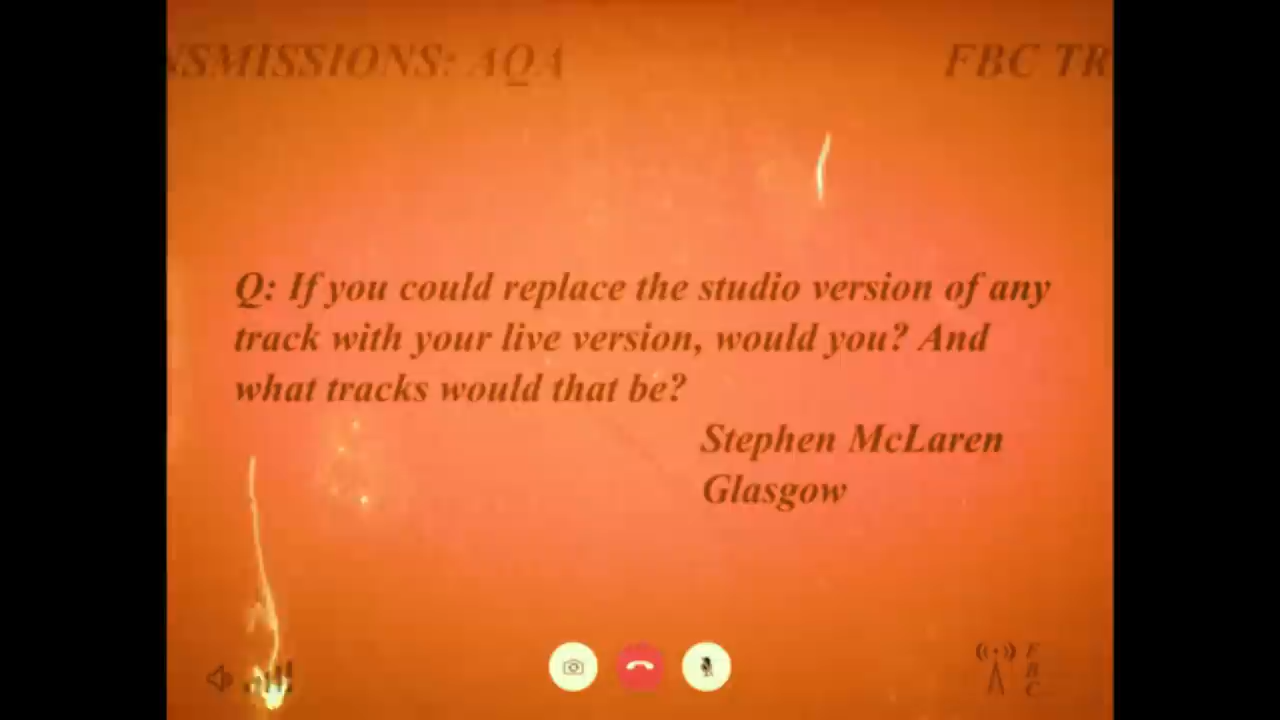 NSMISSIONS: AQA FBC TR
Q: If you could replace the studio version of any
track with your live version, would you? And
what tracks would that be?
Stephen McLaren
Glasgow
F
B
C